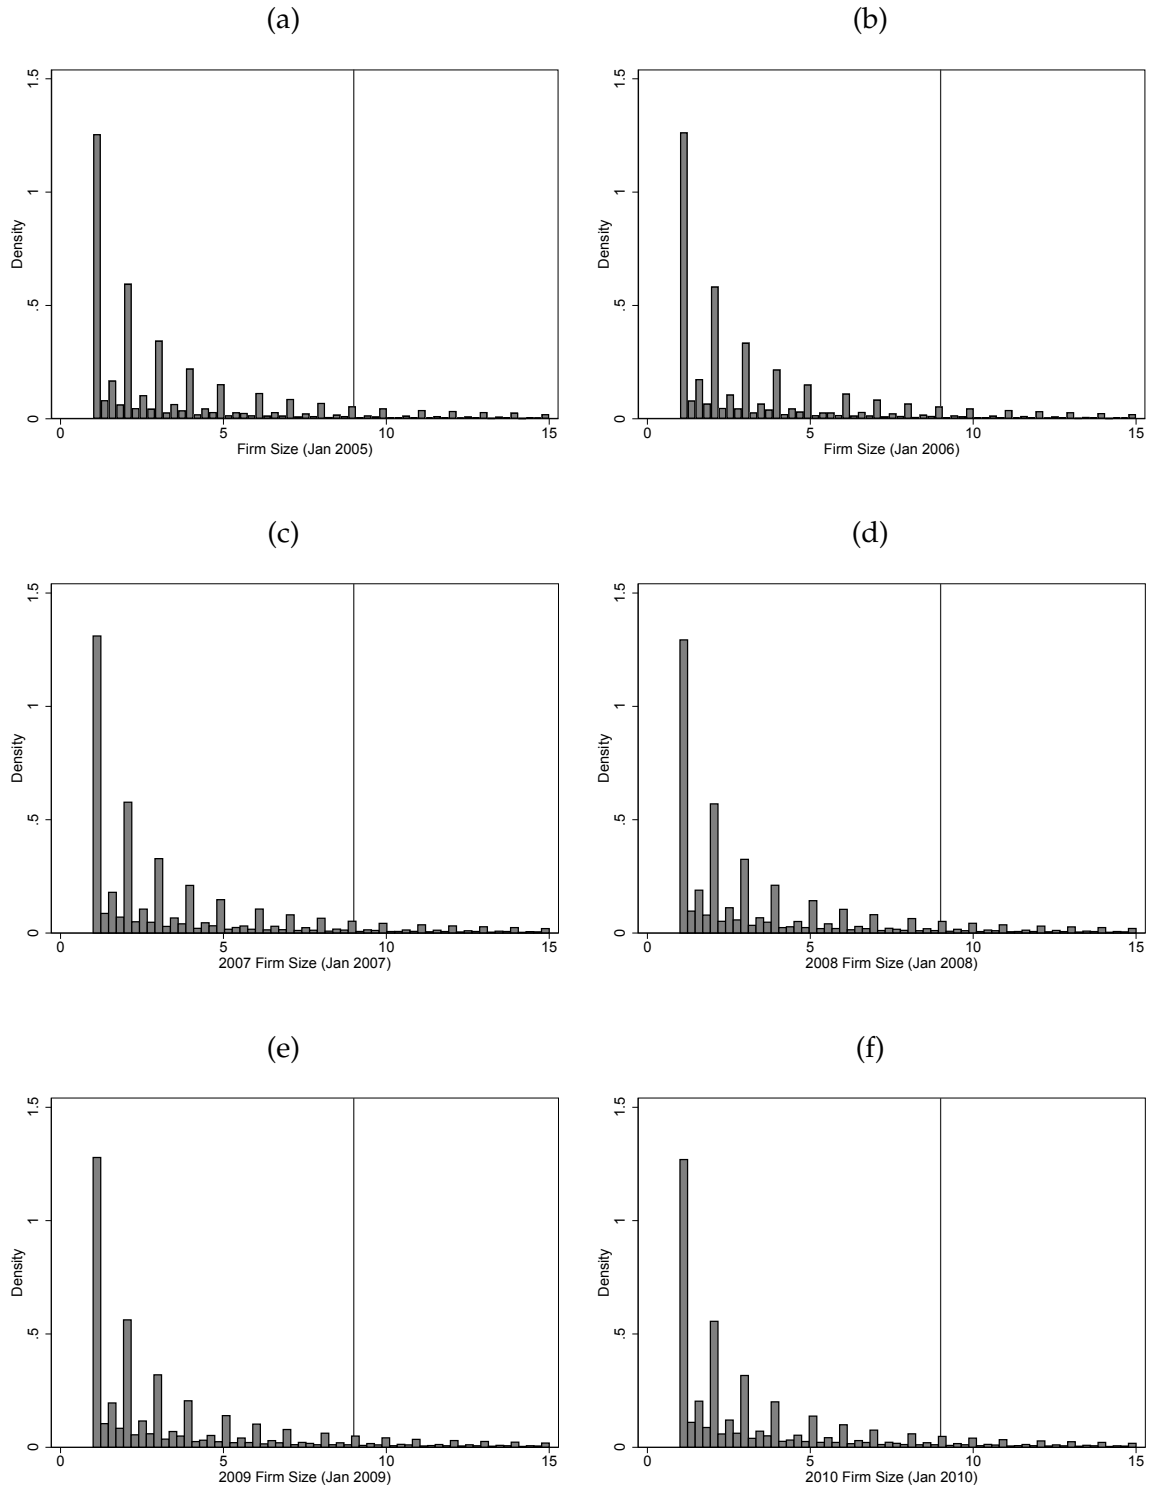 (a)
(b)
Density
0 .5 1 1.5
0 5 10 15
Firm Size (Jan 2005)
Density
0 .5 1 1.5
0 5 10 15
Firm Size (Jan 2006)
(c)
(d)
Density
0 .5 1 1.5
0 5 10 15
2007 Firm Size (Jan 2007)
Density
0 .5 1 1.5
0 5 10 15
2008 Firm Size (Jan 2008)
(e)
(f)
Density
0 .5 1 1.5
0 5 10 15
2009 Firm Size (Jan 2009)
Density
0 .5 1 1.5
0 5 10 15
2010 Firm Size (Jan 2010)